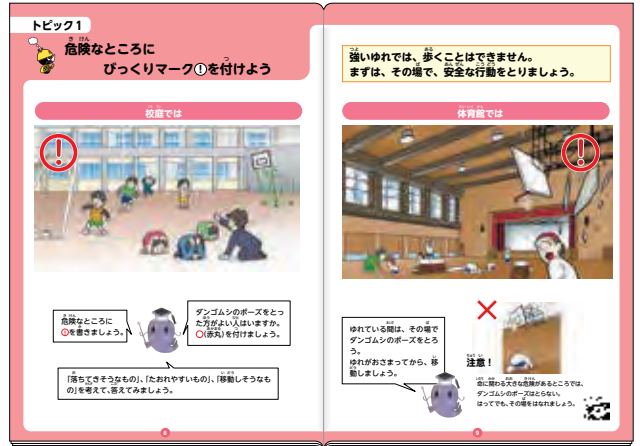 トピック1
危険なところに
びっくりマーク!を付けよう
校庭では
危険なところに
!を書きましょう。
ダンゴムシのポーズをとっ
た方がよい人はいますか。
○(赤丸)を付けましょう。
「落ちてきそうなもの」、「たおれやすいもの」、「移動しそうなも
の」を考えて、答えてみましょう。
強いゆれでは、歩くことはできません。
まずは、その場で、安全な行動をとりましょう。
体育館では
ゆれている間は、その場で
ダンゴムシのポーズをとろ
う。
ゆれがおさまってから、移
動しましょう。
注意!
命に関わる大きな危険があるところでは、
ダンゴムシのポーズはとらない。
はってでも、その場をはなれましょう。